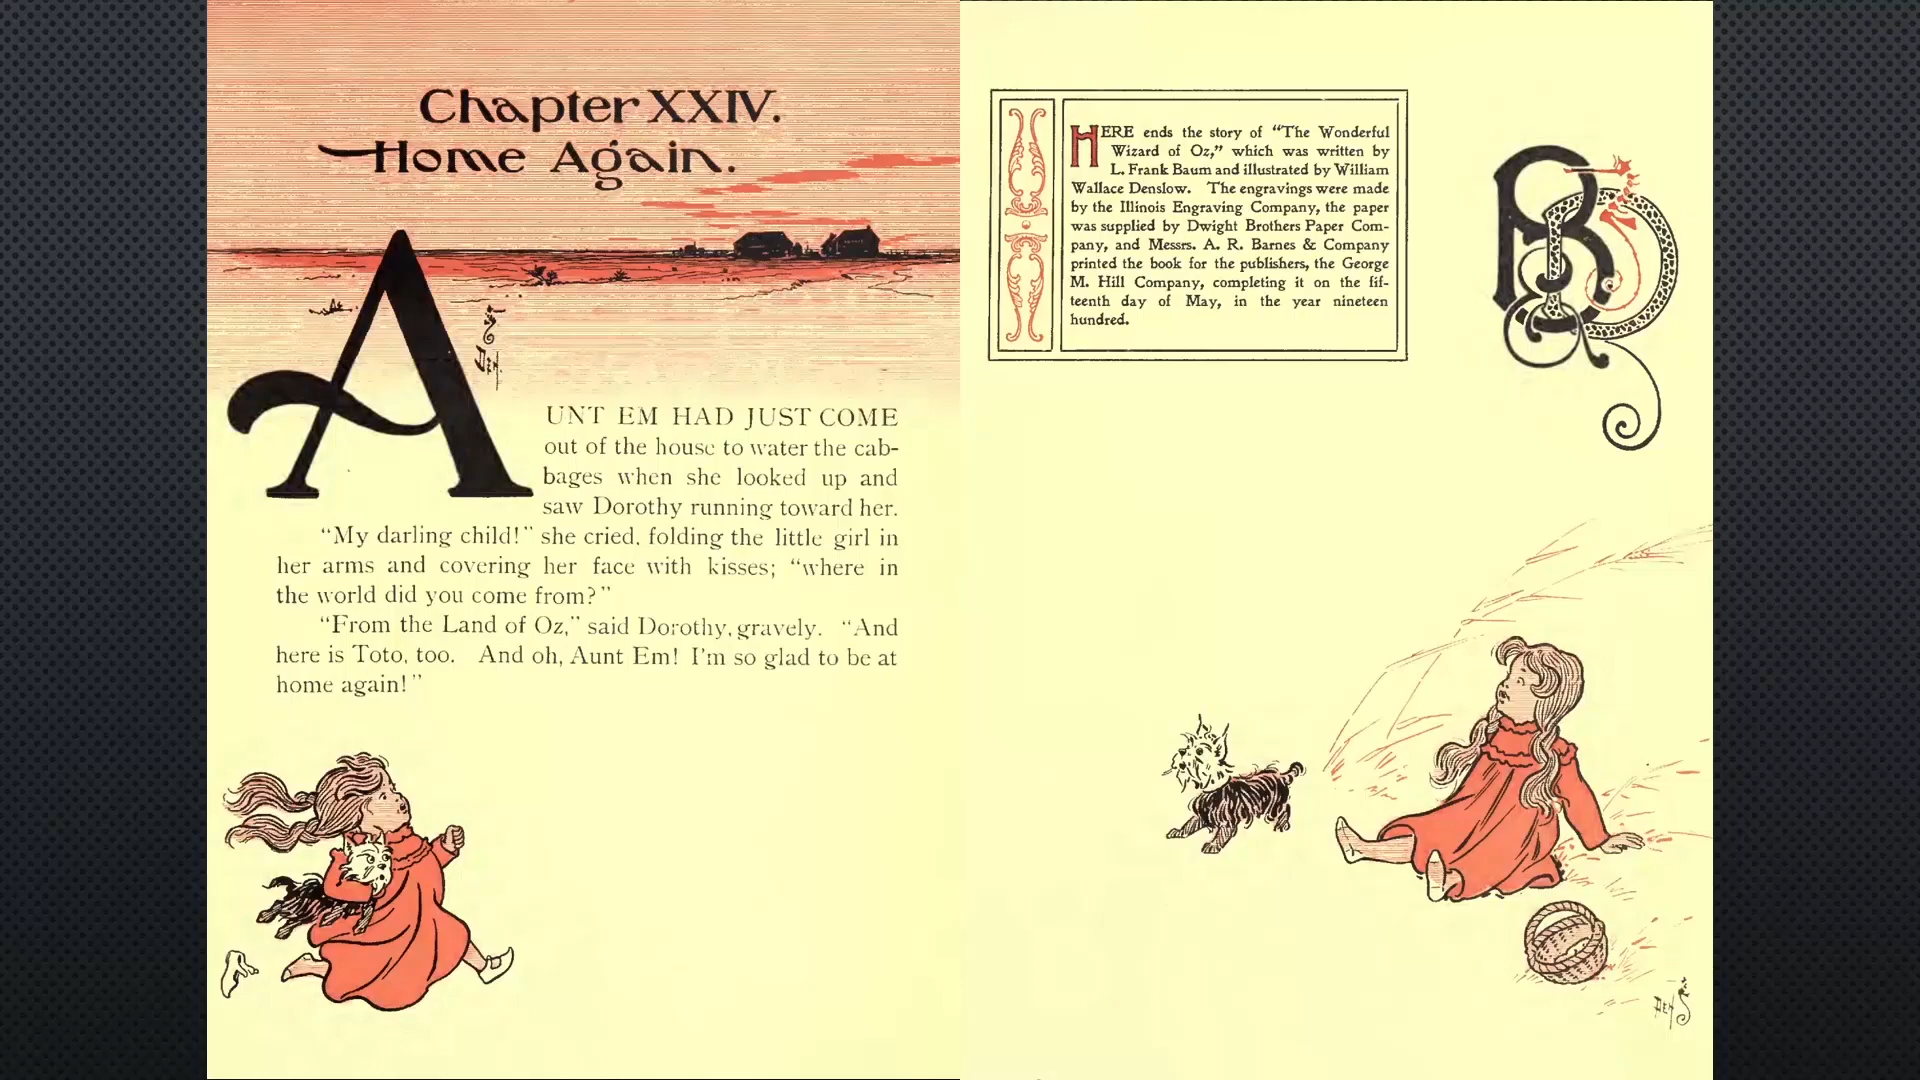 Chapter XXIV.
Home Again.
AUNT EM HAD JUST COME
out of the house to water the cab-
bages when she looked up and
saw Dorothy running toward her.
“My darling child!” she cried, folding the little girl in
her arms and covering her face with kisses; “where in
the world did you come from?”
“From the Land of Oz,” said Dorothy, gravely. “And
here is Toto, too. And oh, Aunt Em! I'm so glad to be at
home again!”
Den.
HERE ends the story of “The Wonderful
Wizard of Oz,” which was written by
L. Frank Baum and illustrated by William
Wallace Denslow. The engravings were made
by the Illinois Engraving Company, the paper
was supplied by Dwight Brothers Paper Com-
pany, and Messrs. A. R. Barnes & Company
printed the book for the publishers, the George
M. Hill Company, completing it on the fif-
teenth day of May, in the year nineteen
hundred.
Den